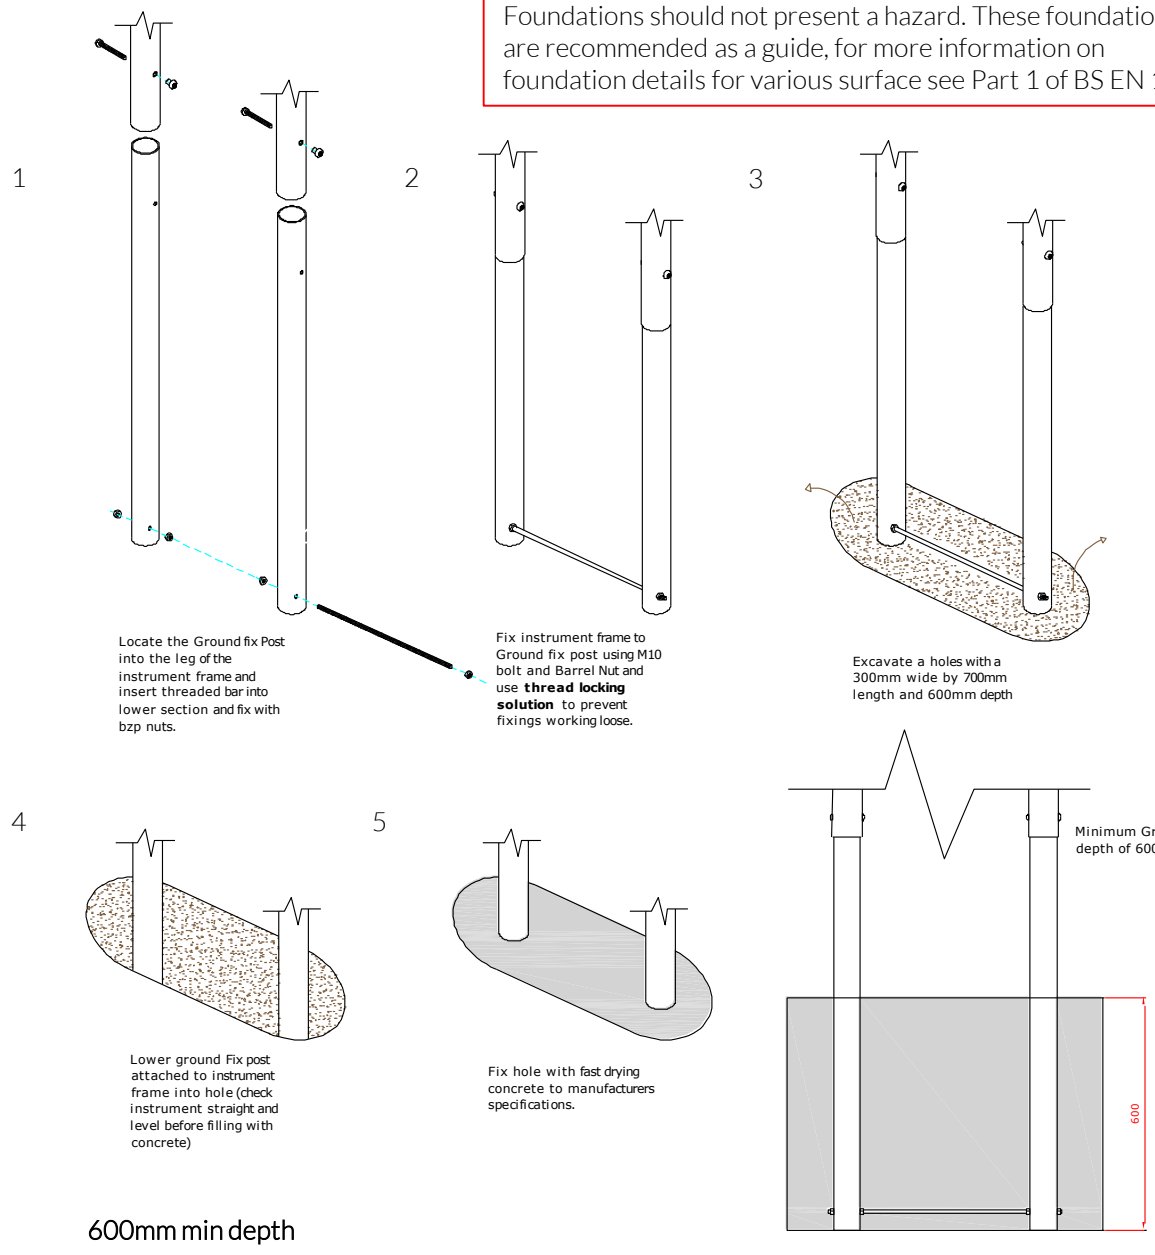 Foundations should not present a hazard. These
are recommended as a guide, for more information on
foundation details for various surface see Part 1 of BS EN
1
2
3
Locate the Ground fix Post
into the leg of the
instrument frame and
insert threaded bar into
lower section and fix with
bzp nuts.
Fix instrument frame to
Ground fix post using M10
bolt and Barrel Nut and
use thread locking
solution to prevent
fixings working loose.
Excavate a holes with a
300mm wide by 700mm
length and 600mm depth
4
5
Minimum
depth of
Lower ground Fix post
attached to instrument
frame into hole (check
instrument straight and
level before filling with
concrete)
Fix hole with fast drying
concrete to manufacturers
specifications.
600
600mm min depth